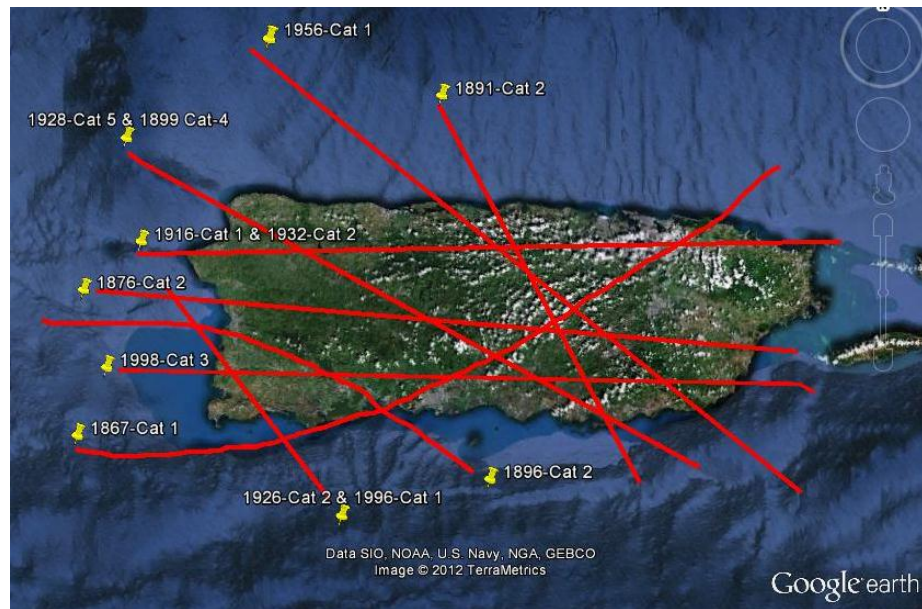 1956-Cat 1
1891-Cat 2
1928-Cat 5 & 1899 Cat-4
1916-Cat 1 & 1932-Cat 2
1876-Cat 2
1998-Cat 3
1867-Cat 1
1896-Cat 2
1926-Cat 2 & 1996-Cat 1
Data SIO, NOAA, U.S. Navy, NGA, GEBCO
Image © 2012 TerraMetrics
Google earth